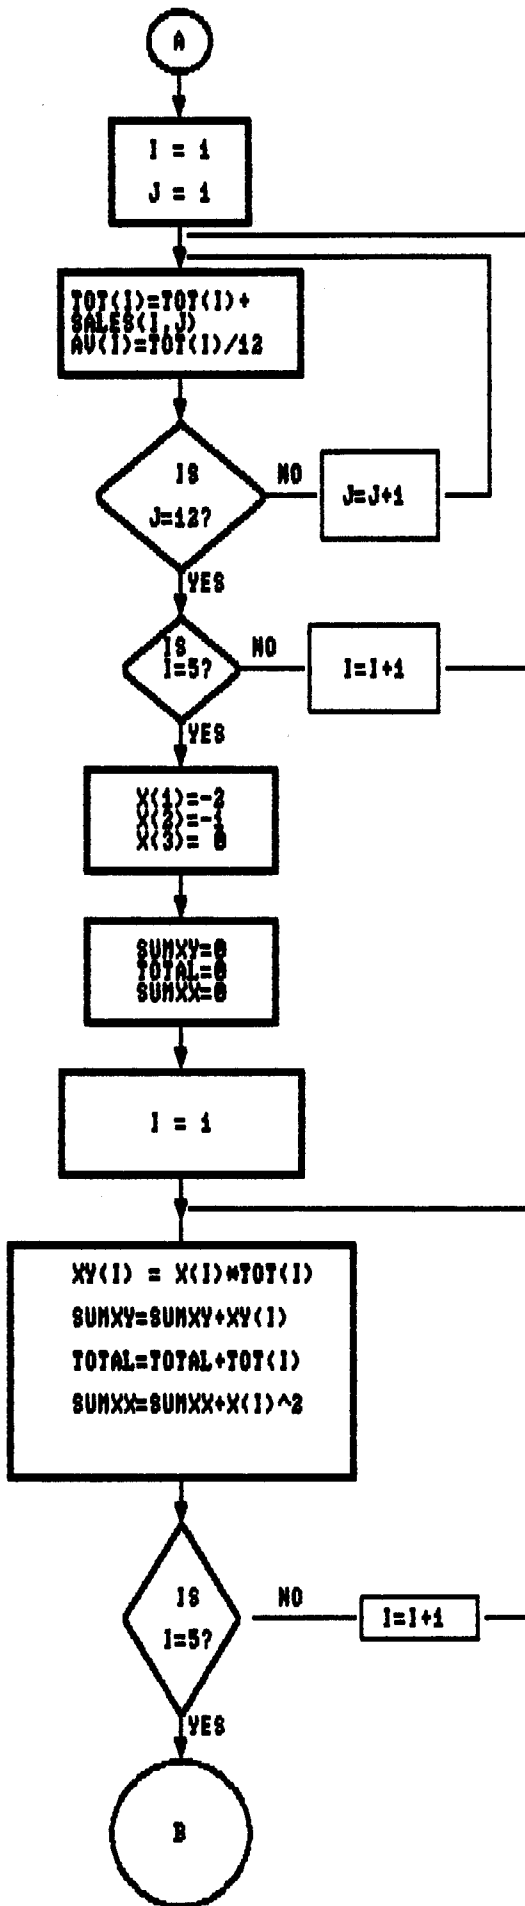 A
I = 1
J = 1
TOT(I)=TOT(I)+
SALES(I,J)
AV(I)=TOT(I)/12
IS
J=12?
NO
J=J+1
YES
IS
I=5?
NO
I=I+1
YES
X(1)=-2
X(2)=-1
X(3)= 0
SUMXY=0
TOTAL=0
SUMXX=0
I = 1
XY(I) = X(I)*TOT(I)
SUMXY=SUMXY+XY(I)
TOTAL=TOTAL+TOT(I)
SUMXX=SUMXX+X(I)^2
IS
I=5?
NO
I=I+1
YES
B